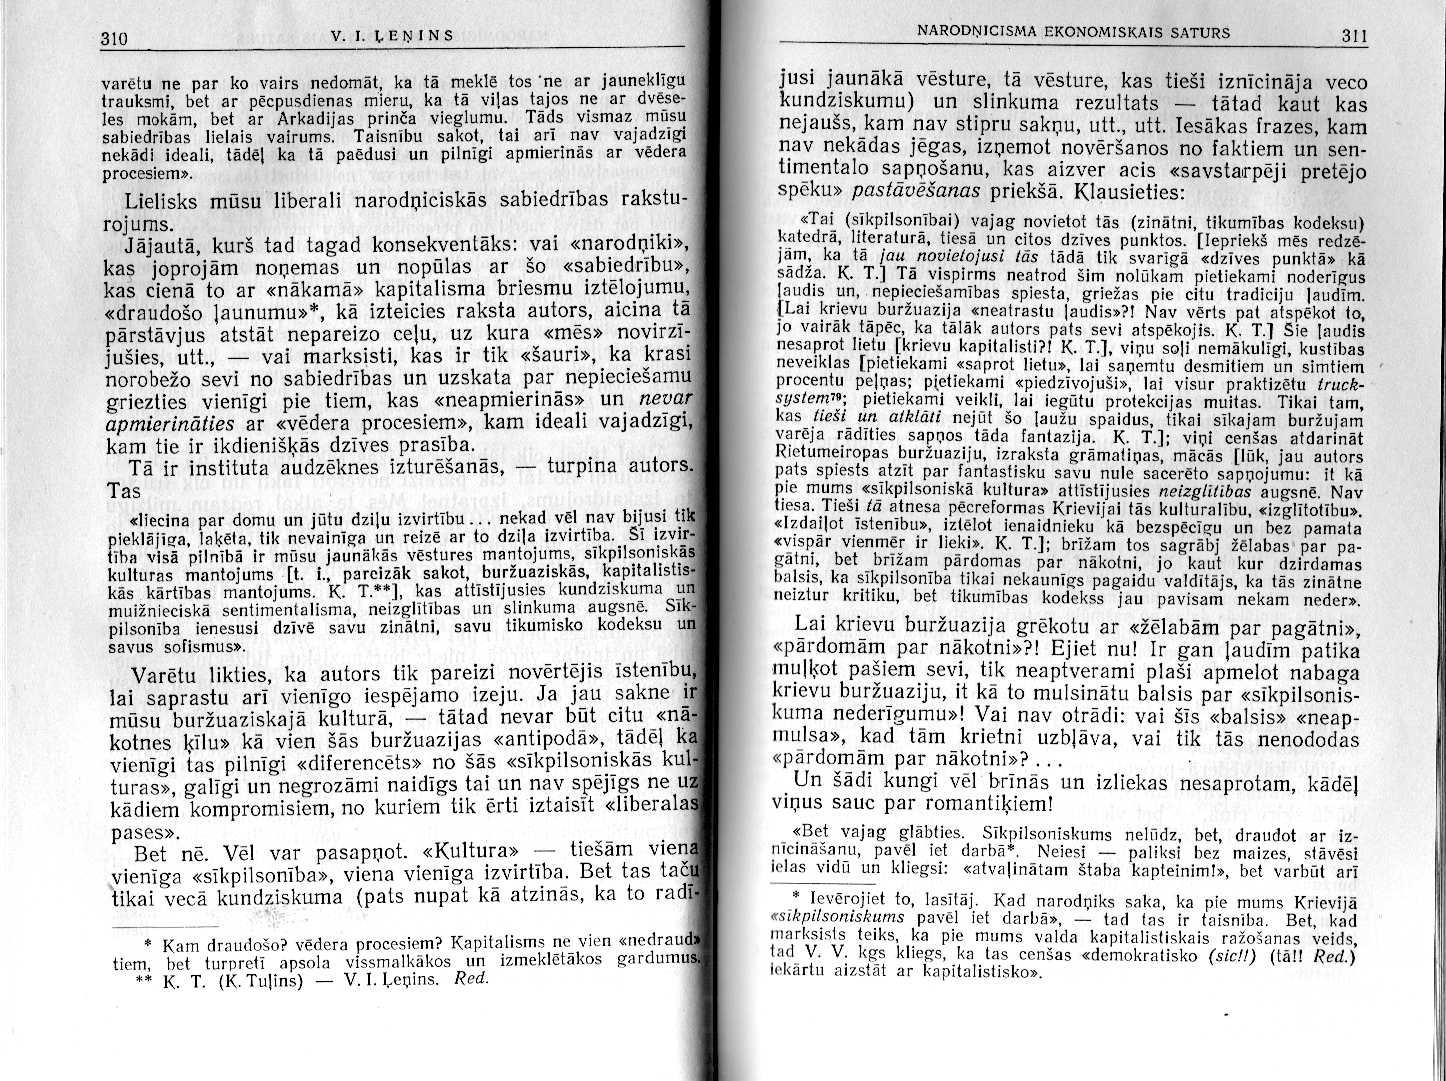 310
V. I. ĻEŅINS
varētu ne par ko vairs nedomāt, ka tā meklē tos ne ar jauneklīgu
trauksmi, bet ar pēcpusdienas mieru, ka tā viļas tajos ne ar dvēse-
les mokām, bet ar Arkadijas prinča vieglumu. Tāds vismaz mūsu
sabiedrības lielais vairums. Taisnību sakot, tai arī nav vajadzīgi
nekādi ideali, tādēļ ka tā paēdusi un pilnīgi apmierinās ar vēdera
procesiem».
Lielisks mūsu liberali narodņiciskās sabiedrības rakstu-
rojums.
Jājautā, kurš tad tagad konsekventāks: vai «narodņiki»,
kas joprojām noņemas un nopūlas ar šo «sabiedrību»,
kas cienā to ar «nākamā» kapitalisma briesmu iztēlojumu,
«draudošo ļaunumu»*, kā izteicies raksta autors, aicina tā
pārstāvjus atstāt nepareizo ceļu, uz kura «mēs» novirzī-
jušies, utt., — vai marksisti, kas ir tik «šauri», ka krasi
norobežo sevi no sabiedrības un uzskata par nepieciešamu
griezties vienīgi pie tiem, kas «neapmierinās» un nevar
apmierināties ar «vēdera procesiem», kam ideali vajadzīgi,
kam tie ir ikdienišķās dzīves prasība.
Tā ir instituta audzēknes izturēšanās, — turpina autors.
Tas
«liecina par domu un jūtu dziļu izvirtību... nekad vēl nav bijusi tik
pieklājiga, laķēta, tik nevainīga un reizē ar to dziļa izvirtība. Šī izvir-
tība visā pilnībā ir mūsu jaunākās vēstures mantojums, sīkpilsoniskās
kulturas mantojums [t. i., pareizāk sakot, buržuaziskās, kapitalistis-
kās kārtības mantojums. K. T.**], kas attīstījusies kundziskuma un
muižnieciskā sentimentalisma, neizglītības un slinkuma augsnē. Sīk-
pilsonība ienesusi dzīvē savu zinātni, savu tikumisko kodeksu un
savus sofismus».
Varētu likties, ka autors tik pareizi novērtējis īstenību,
lai saprastu arī vienīgo iespējamo izeju. Ja jau sakne ir
mūsu buržuaziskajā kulturā, — tātad nevar būt citu «nā-
kotnes ķīlu» kā vien šās buržuazijas «antipodā», tādēļ ka
vienīgi tas pilnīgi «diferencēts» no šās «sīkpilsoniskās kul-
turas», galīgi un negrozāmi naidīgs tai un nav spējīgs ne uz
kādiem kompromisiem, no kuriem tik ērti iztaisīt «liberalas
pases».
Bet nē. Vēl var pasapņot. «Kultura» — tiešām viena
vienīga «sīkpilsonība», viena vienīga izvirtība. Bet tas taču
tikai vecā kundziskuma (pats nupat kā atzinās, ka to radī-
* Kam draudošo? vēdera procesiem? Kapitalisms ne vien «nedraud»
tiem, bet turpretī apsola vissmalkākos un izmeklētākos gardumus.
** K. T. (K. Tuļins) — V. I. Ļeņins. Red.
NARODŅICISMA EKONOMISKAIS SATURS
311
jusi jaunākā vēsture, tā vēsture, kas tieši iznīcināja veco
kundziskumu) un slinkuma rezultats — tātad kaut kas
nejaušs, kam nav stipru sakņu, utt., utt. Iesākas frazes, kam
nav nekādas jēgas, izņemot novēršanos no faktiem un sen-
timentalo sapņošanu, kas aizver acis «savstarpēji pretējo
spēku» pastāvēšanas priekšā. Klausieties:
«Tai (sīkpilsonībai) vajag novietot tās (zinātni, tikumības kodeksu)
katedrā, literaturā, tiesā un citos dzīves punktos. [Iepriekš mēs redzē-
jām, ka tā jau novietojusi tās tādā tik svarīgā «dzīves punktā» kā
sādža. K. T.] Tā vispirms neatrod šim nolūkam pietiekami noderīgus
ļaudis un, nepieciešamības spiesta, griežas pie citu tradiciju ļaudīm.
[Lai krievu buržuazija «neatrastu ļaudis»?! Nav vērts pat atspēkot to,
jo vairāk tāpēc, ka tālāk autors pats sevi atspēkojis. K. T.] Šie ļaudis
nesaprot lietu [krievu kapitalisti?! K. T.], viņu soļi nemākulīgi, kustības
neveiklas [pietiekami «saprot lietu», lai saņemtu desmitiem un simtiem
procentu peļņas; pietiekami «piedzīvojuši», lai visur praktizētu truck-
system⁷⁹; pietiekami veikli, lai iegūtu protekcijas muitas. Tikai tam,
kas tieši un atklāti nejūt šo ļaužu spaidus, tikai sīkajam buržujam
varēja rādīties sapņos tāda fantazija. K. T.]; viņi cenšas atdarināt
Rietumeiropas buržuaziju, izraksta grāmatiņas, mācās [lūk, jau autors
pats spiests atzīt par fantastisku savu nule sacerēto sapņojumu: it kā
pie mums «sīkpilsoniskā kultura» attīstījusies neizglītības augsnē. Nav
tiesa. Tieši tā atnesa pēcreformas Krievijai tās kulturalību, «izglītotību».
«Izdaiļot īstenību», iztēlot ienaidnieku kā bezspēcīgu un bez pamata
«vispār vienmēr ir lieki». K. T.]; brīžam tos sagrābj žēlabas par pa-
gātni, bet brīžam pārdomas par nākotni, jo kaut kur dzirdamas
balsis, ka sīkpilsonība tikai nekaunīgs pagaidu valdītājs, ka tās zinātne
neiztur kritiku, bet tikumības kodekss jau pavisam nekam neder».
Lai krievu buržuazija grēkotu ar «žēlabām par pagātni»,
«pārdomām par nākotni»?! Ejiet nu! Ir gan ļaudīm patika
muļķot pašiem sevi, tik neaptverami plaši apmelot nabaga
krievu buržuaziju, it kā to mulsinātu balsis par «sīkpilsonis-
kuma nederīgumu»! Vai nav otrādi: vai šīs «balsis» «neap-
mulsa», kad tām krietni uzbļāva, vai tik tās nenododas
«pārdomām par nākotni»? ...
Un šādi kungi vēl brīnās un izliekas nesaprotam, kādēļ
viņus sauc par romantiķiem!
«Bet vajag glābties. Sīkpilsoniskums nelūdz, bet, draudot ar iz-
nīcināšanu, pavēl iet darbā*. Neiesi — paliksi bez maizes, stāvēsi
ielas vidū un kliegsi: «atvaļinātam štaba kapteinim!», bet varbūt arī
* Ievērojiet to, lasītāj. Kad narodņiks saka, ka pie mums Krievijā
«sīkpilsoniskums pavēl iet darbā», — tad tas ir taisnība. Bet, kad
marksists teiks, ka pie mums valda kapitalistiskais ražošanas veids,
tad V. V. kgs kliegs, ka tas cenšas «demokratisko (sic!!) (tā!! Red.)
iekārtu aizstāt ar kapitalistisko».